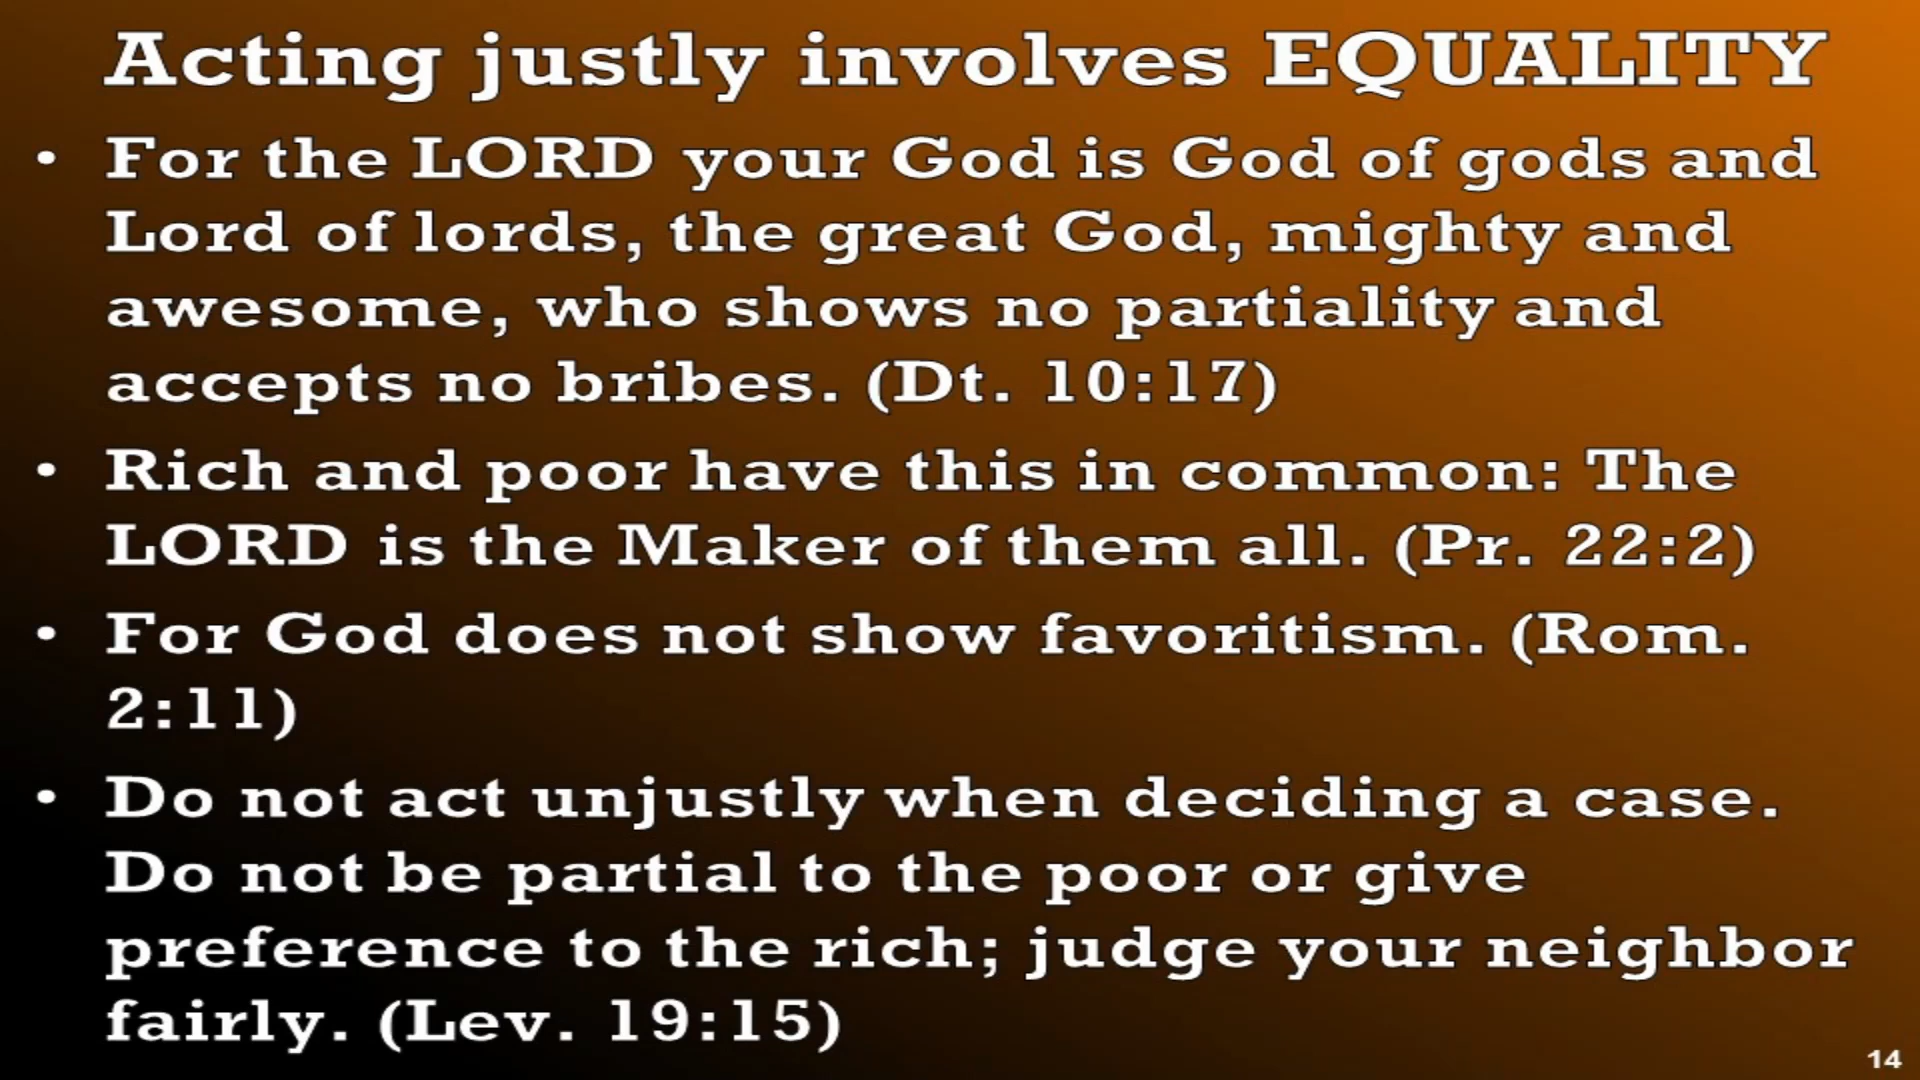 Acting justly involves EQUALITY
• For the LORD your God is God of gods and
Lord of lords, the great God, mighty and
awesome, who shows no partiality and
accepts no bribes. (Dt. 10:17)
• Rich and poor have this in common: The
LORD is the Maker of them all. (Pr. 22:2)
• For God does not show favoritism. (Rom.
2:11)
• Do not act unjustly when deciding a case.
Do not be partial to the poor or give
preference to the rich; judge your neighbor
fairly. (Lev. 19:15)
14